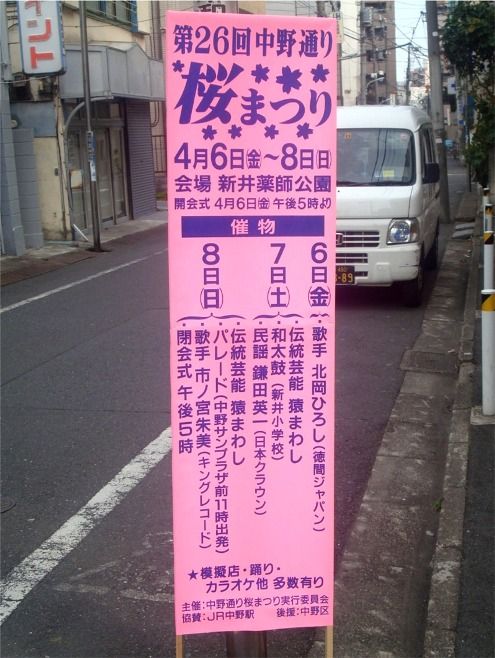 第26回中野通り
桜まつり
4月6日(金)〜8日(日)
会場 新井薬師公園
開会式 4月6日(金)午後5時より
催物
6日(金)
・歌手 北岡ひろし(徳間ジャパン)
7日(土)
・伝統芸能 猿まわし
・和太鼓(新井小学校)
・民謡 鎌田英一(日本クラウン)
8日(日)
・伝統芸能 猿まわし
・パレード(中野サンプラザ前11時出発)
・歌手 市ノ宮朱美(キングレコード)
・閉会式 午後5時
★模擬店・踊り・
カラオケ他 多数有り
主催:中野通り桜まつり実行委員会
協賛:JR中野駅 後援:中野区